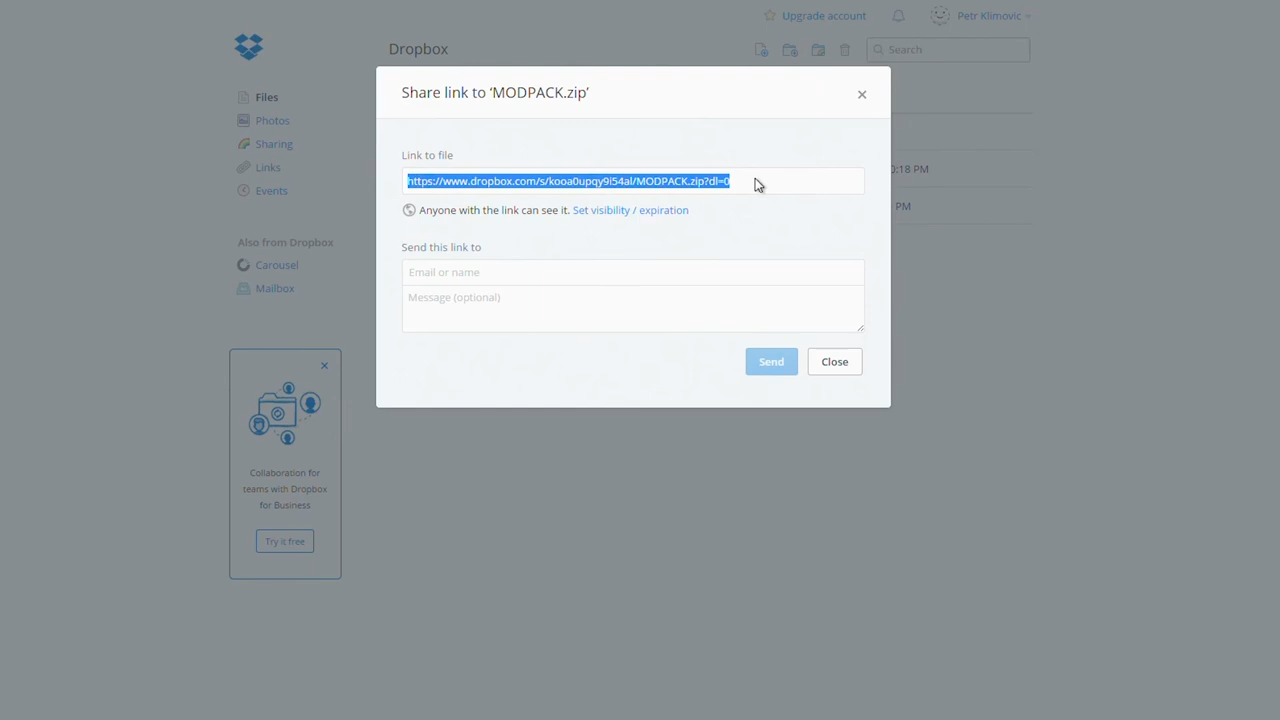 Upgrade account
Petr Klimovic
Dropbox
Search
Files
Photos
Sharing
Links
Events
Also from Dropbox
Carousel
Mailbox
Collaboration for
teams with Dropbox
for Business
Try it free
Share link to ‘MODPACK.zip’
Link to file
https://www.dropbox.com/s/kooa0upqy9i54al/MODPACK.zip?dl=0
Anyone with the link can see it. Set visibility / expiration
Send this link to
Email or name
Message (optional)
Send
Close
0:18 PM
PM